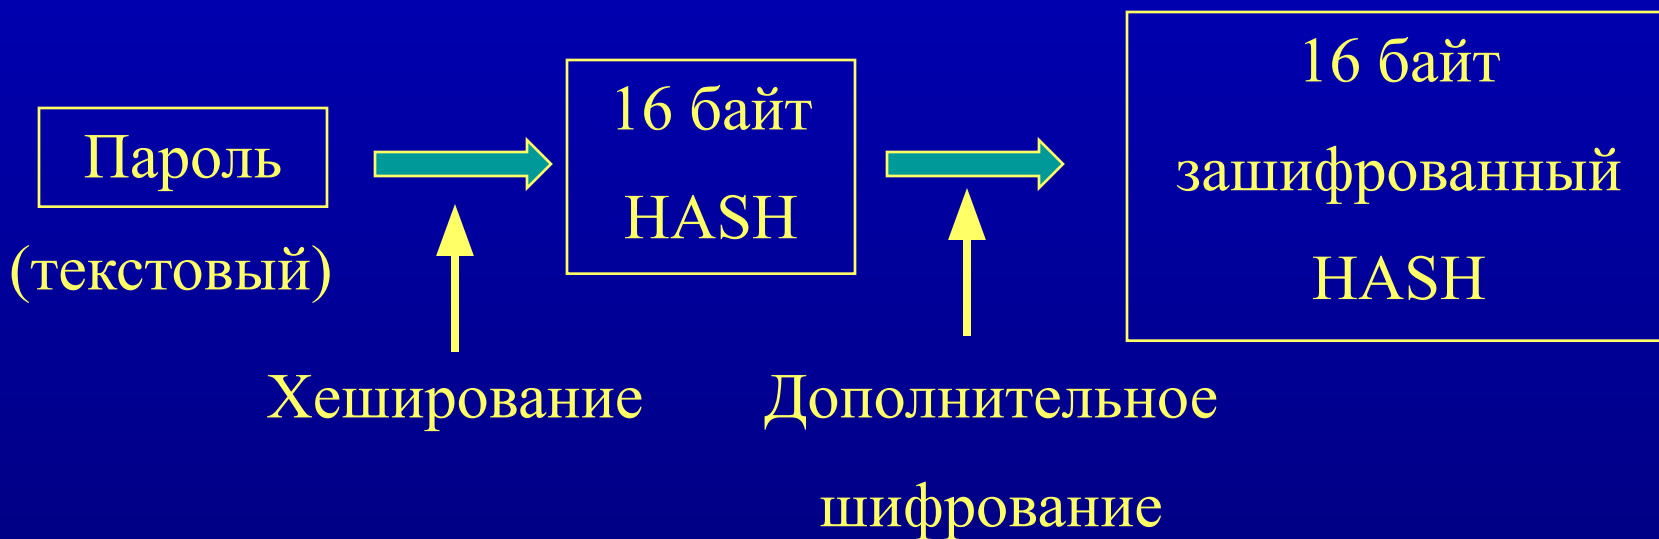 Пароль
(текстовый)
16 байт
HASH
16 байт
зашифрованный
HASH
Хеширование
Дополнительное
шифрование